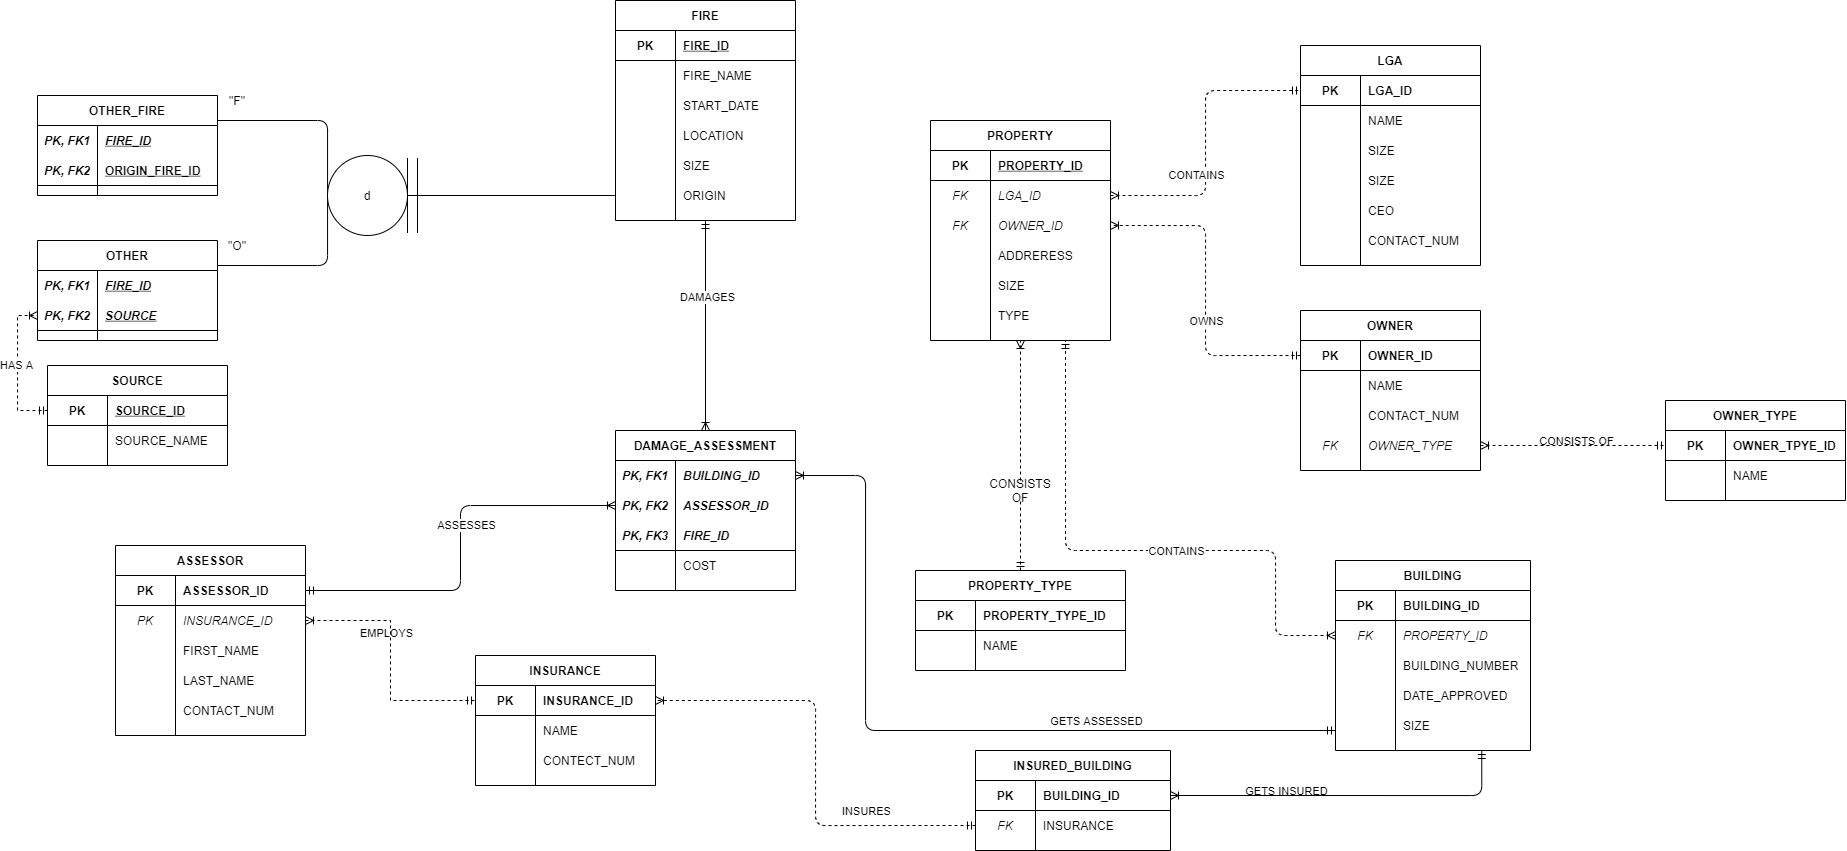 FIRE
PK FIRE_ID
FIRE_NAME
START_DATE
LOCATION
SIZE
ORIGIN
OTHER_FIRE
PK, FK1 FIRE_ID
PK, FK2 ORIGIN_FIRE_ID
"F"
d
OTHER
PK, FK1 FIRE_ID
PK, FK2 SOURCE
"O"
HAS A
SOURCE
PK SOURCE_ID
SOURCE_NAME
DAMAGES
DAMAGE_ASSESSMENT
PK, FK1 BUILDING_ID
PK, FK2 ASSESSOR_ID
PK, FK3 FIRE_ID
COST
ASSESSES
ASSESSOR
PK ASSESSOR_ID
PK INSURANCE_ID
FIRST_NAME
LAST_NAME
CONTACT_NUM
EMPLOYS
INSURANCE
PK INSURANCE_ID
NAME
CONTECT_NUM
INSURES
PROPERTY
PK PROPERTY_ID
FK LGA_ID
FK OWNER_ID
ADDRERESS
SIZE
TYPE
CONTAINS
LGA
PK LGA_ID
NAME
SIZE
SIZE
CEO
CONTACT_NUM
OWNS
OWNER
PK OWNER_ID
NAME
CONTACT_NUM
FK OWNER_TYPE
CONSISTS OF
OWNER_TYPE
PK OWNER_TPYE_ID
NAME
CONSISTS
OF
PROPERTY_TYPE
PK PROPERTY_TYPE_ID
NAME
CONTAINS
BUILDING
PK BUILDING_ID
FK PROPERTY_ID
BUILDING_NUMBER
DATE_APPROVED
SIZE
GETS ASSESSED
INSURED_BUILDING
PK BUILDING_ID
FK INSURANCE
GETS INSURED